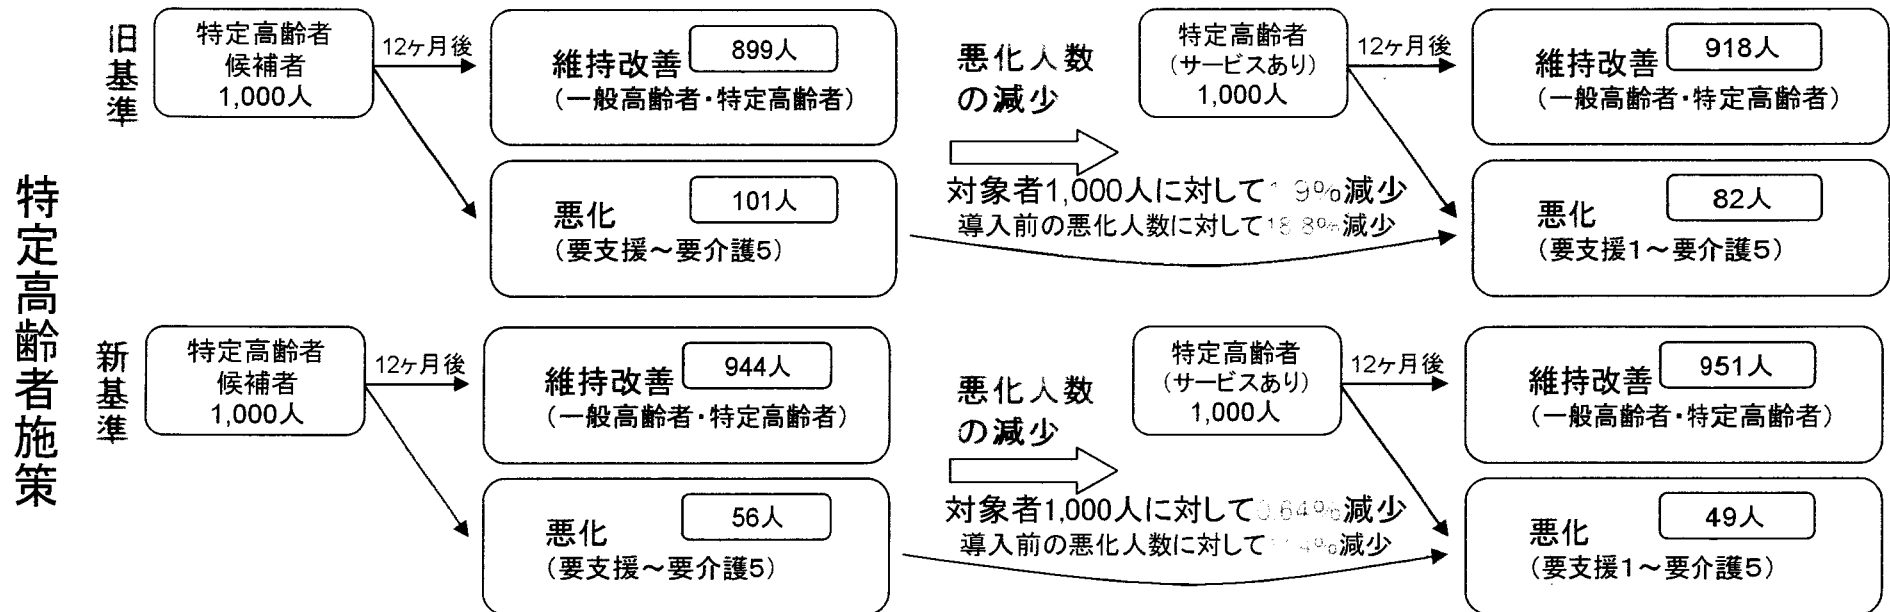 特定高齢者施策
旧基準
特定高齢者
候補者
1,000人
12ヶ月後
維持改善 899人
(一般高齢者・特定高齢者)
悪化 101人
(要支援～要介護5)
悪化人数
の減少
対象者1,000人に対して1.9%減少
導入前の悪化人数に対して18.8%減少
特定高齢者
(サービスあり)
1,000人
12ヶ月後
維持改善 918人
(一般高齢者・特定高齢者)
悪化 82人
(要支援1～要介護5)
新基準
特定高齢者
候補者
1,000人
12ヶ月後
維持改善 944人
(一般高齢者・特定高齢者)
悪化 56人
(要支援～要介護5)
悪化人数
の減少
対象者1,000人に対して0.64%減少
導入前の悪化人数に対して 減少
特定高齢者
(サービスあり)
1,000人
12ヶ月後
維持改善 951人
(一般高齢者・特定高齢者)
悪化 49人
(要支援1～要介護5)